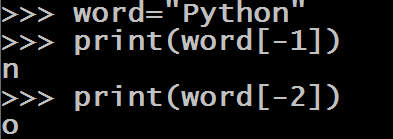 >>> word="Python"
>>> print(word[-1])
n
>>> print(word[-2])
o